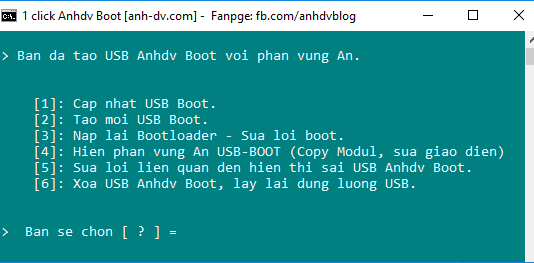 1 click Anhdv Boot [anh-dv.com] - Fanpge: fb.com/anhdvblog
> Ban da tao USB Anhdv Boot voi phan vung An.
[1]: Cap nhat USB Boot.
[2]: Tao moi USB Boot.
[3]: Nap lai Bootloader - Sua loi boot.
[4]: Hien phan vung An USB-BOOT (Copy Modul, sua giao dien)
[5]: Sua loi lien quan den hien thi sai USB Anhdv Boot.
[6]: Xoa USB Anhdv Boot, lay lai dung luong USB.
> Ban se chon [ ? ] =